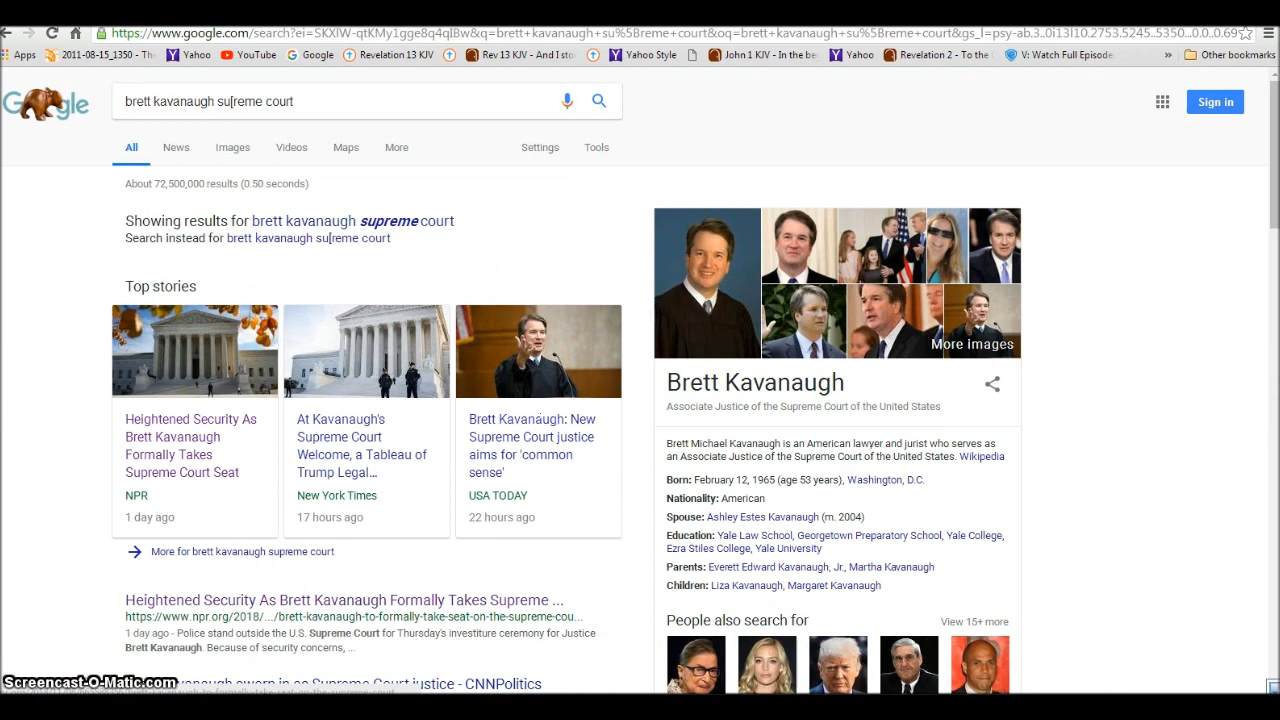 https://www.google.com/search?ei=SKXlW-qtKMy1gge8q4qlBw&q=brett+kavanaugh+su%5Breme+court&oq=brett+kavanaugh+su%5Breme+court&gs_l=psy-ab.3.0i13l10.2753.5245..5350...0.0..0.69
Apps 2011-08-15_1350 - Th Yahoo YouTube Google Revelation 13 KJV Rev 13 KJV - And I sto Yahoo Style John 1 KJV - In the be Yahoo Revelation 2 - To the V: Watch Full Episode » Other bookmarks
Google
brett kavanaugh su[reme court
Sign in
All News Images Videos Maps More Settings Tools
About 72,500,000 results (0.50 seconds)
Showing results for brett kavanaugh supreme court
Search instead for brett kavanaugh su[reme court
Top stories
Heightened Security As
Brett Kavanaugh
Formally Takes
Supreme Court Seat
NPR
1 day ago
At Kavanaugh's
Supreme Court
Welcome, a Tableau of
Trump Legal...
New York Times
17 hours ago
Brett Kavanaugh: New
Supreme Court justice
aims for 'common
sense'
USA TODAY
22 hours ago
More for brett kavanaugh supreme court
Heightened Security As Brett Kavanaugh Formally Takes Supreme ...
https://www.npr.org/2018/.../brett-kavanaugh-to-formally-take-seat-on-the-supreme-cou...
1 day ago - Police stand outside the U.S. Supreme Court for Thursday's investiture ceremony for Justice
Brett Kavanaugh. Because of security concerns, ...
sworn in as Supreme Court justice - CNNPolitics
More images
Brett Kavanaugh
Associate Justice of the Supreme Court of the United States
Brett Michael Kavanaugh is an American lawyer and jurist who serves as
an Associate Justice of the Supreme Court of the United States. Wikipedia
Born: February 12, 1965 (age 53 years), Washington, D.C.
Nationality: American
Spouse: Ashley Estes Kavanaugh (m. 2004)
Education: Yale Law School, Georgetown Preparatory School, Yale College,
Ezra Stiles College, Yale University
Parents: Everett Edward Kavanaugh, Jr., Martha Kavanaugh
Children: Liza Kavanaugh, Margaret Kavanaugh
People also search for
View 15+ more
Screencast-O-Matic.com